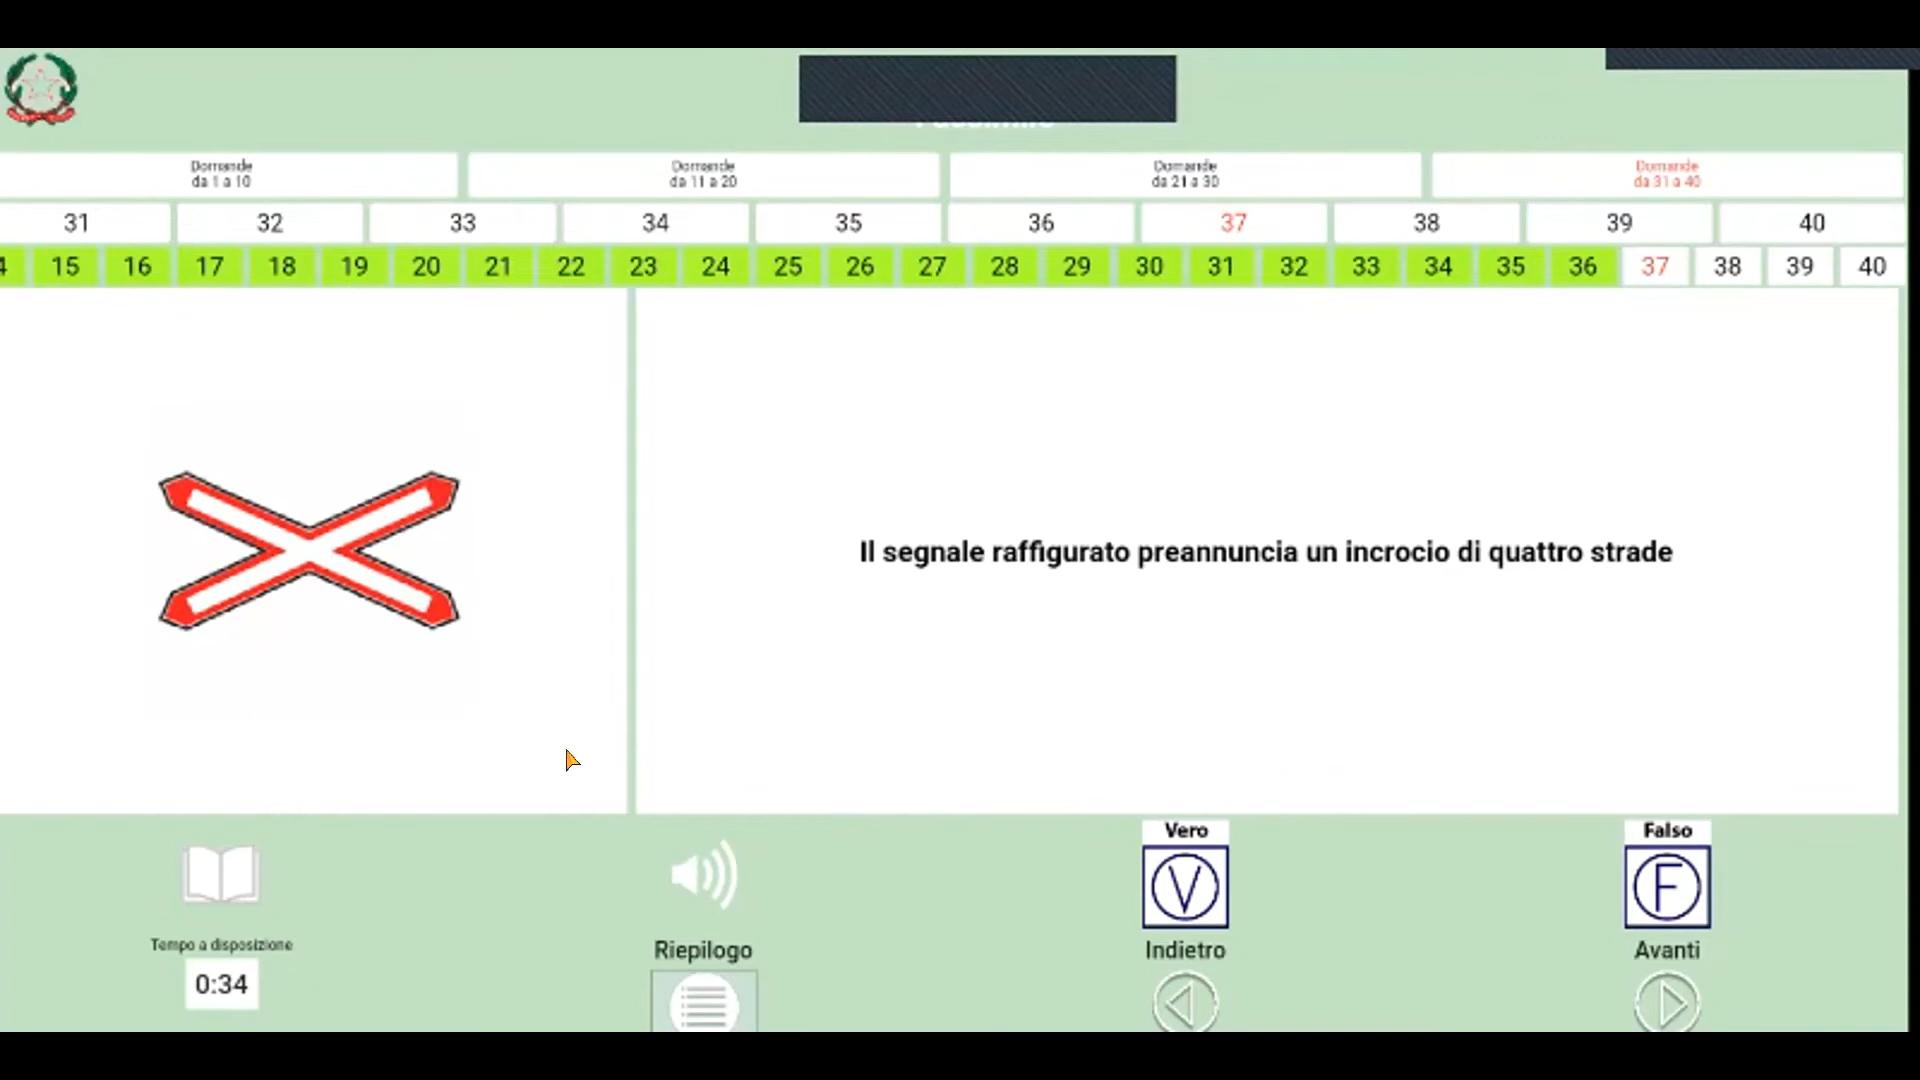 Domande
da 1 a 10
Domande
da 11 a 20
Domande
da 21 a 30
Domande
da 31 a 40
31 32 33 34 35 36 37 38 39 40
4 15 16 17 18 19 20 21 22 23 24 25 26 27 28 29 30 31 32 33 34 35 36 37 38 39 40
Il segnale raffigurato preannuncia un incrocio di quattro strade
Vero
V
Falso
F
Tempo a disposizione
0:34
Riepilogo
Indietro
Avanti